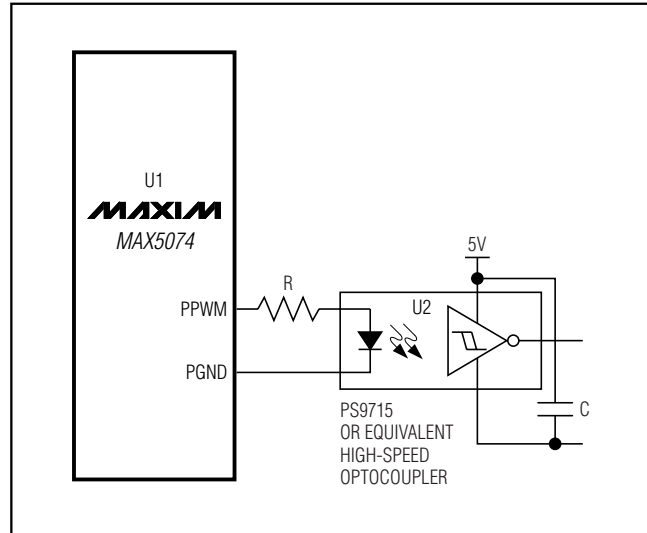 U1
MAXIM
MAX5074
PPWM
PGND
R
5V
U2
C
PS9715
OR EQUIVALENT
HIGH-SPEED
OPTOCOUPLER